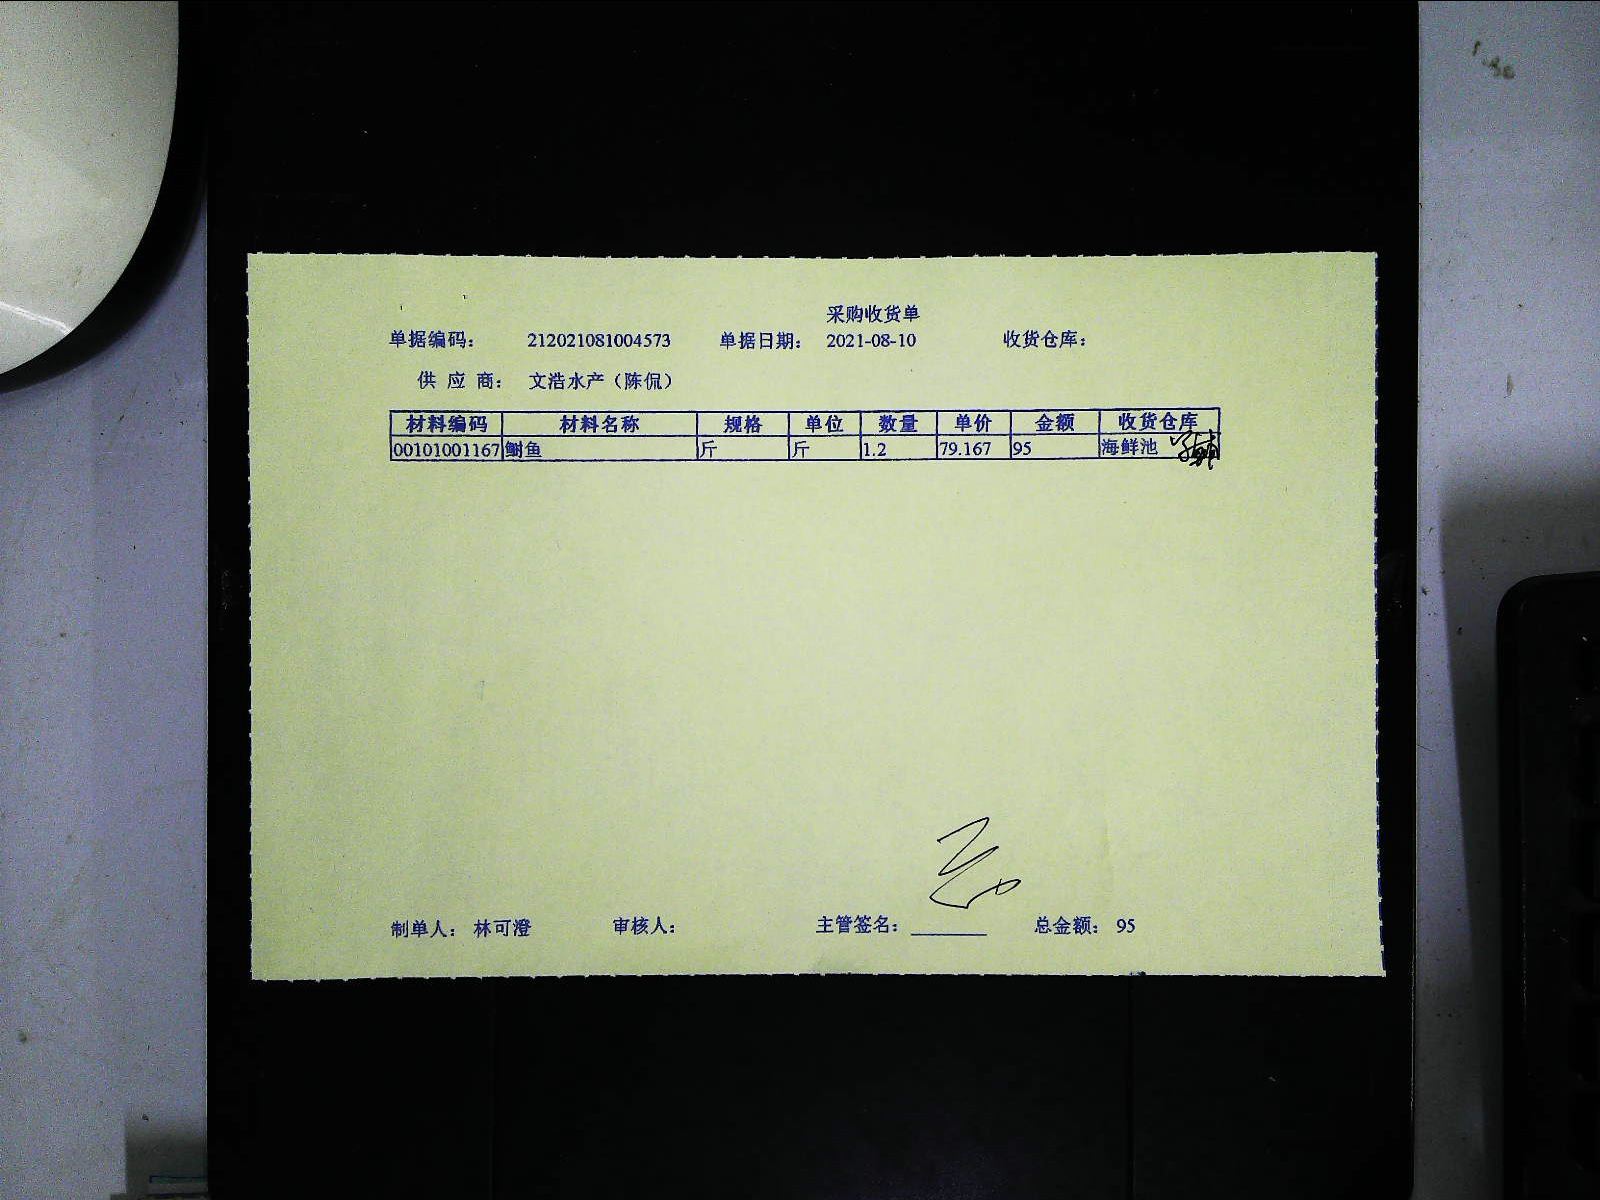 采购收货单
单据编码： 212021081004573 单据日期： 2021-08-10 收货仓库：
供 应 商： 文浩水产（陈侃）
材料编码 材料名称 规格 单位 数量 单价 金额 收货仓库
00101001167 鰣鱼 斤 斤 1.2 79.167 95 海鲜池
制单人： 林可澄 审核人： 主管签名： 总金额： 95